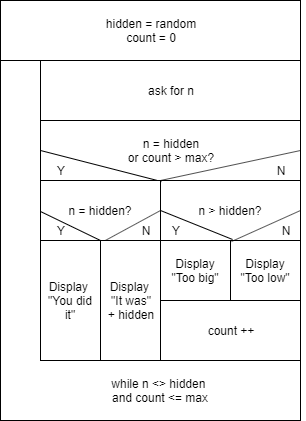 hidden = random
count = 0
ask for n
n = hidden
or count > max?
Y
N
n = hidden?
Y
N
n > hidden?
Y
N
Display
"You did
it"
Display
"It was"
+ hidden
Display
"Too big"
Display
"Too low"
count ++
while n <> hidden
and count <= max